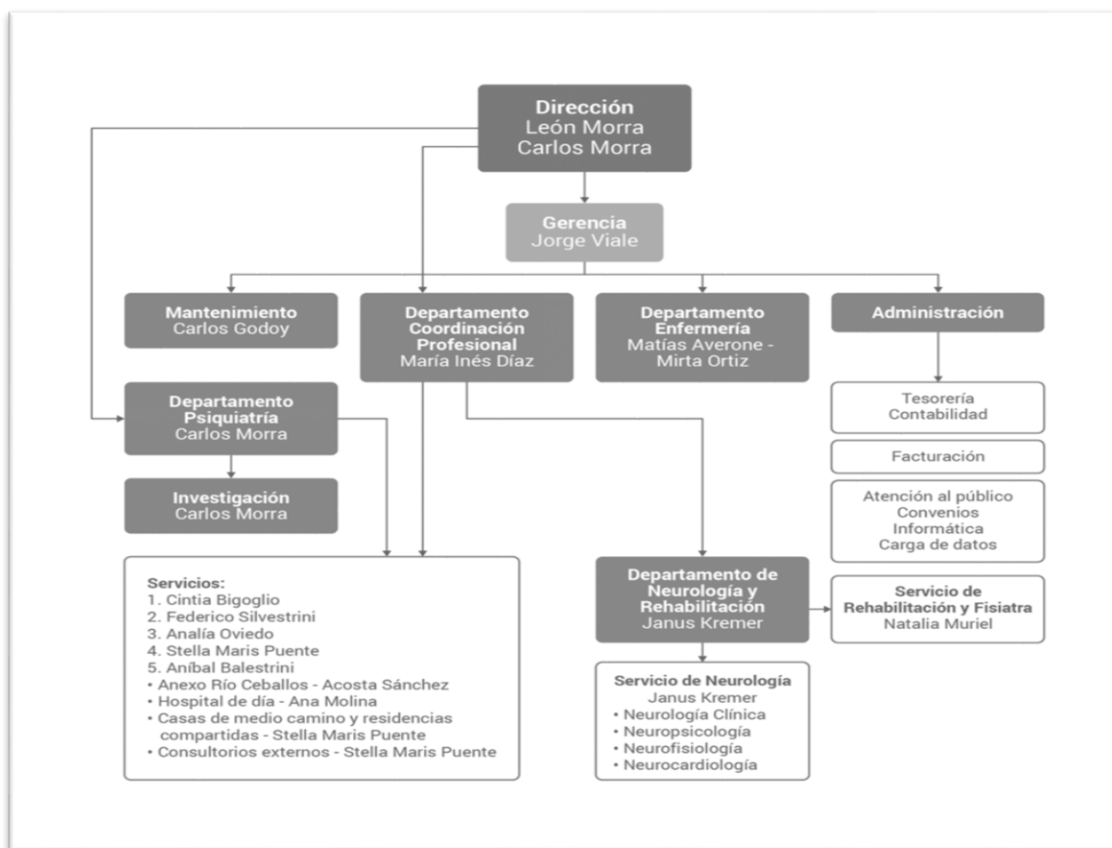 Dirección
León Morra
Carlos Morra
Gerencia
Jorge Viale
Mantenimiento
Carlos Godoy
Departamento
Coordinación
Profesional
María Inés Díaz
Departamento
Enfermería
Matías Averone -
Mirta Ortiz
Administración
Tesorería
Contabilidad
Facturación
Atención al público
Convenios
Informática
Carga de datos
Departamento
Psiquiatría
Carlos Morra
Investigación
Carlos Morra
Servicios:
1. Cintia Bigoglio
2. Federico Silvestrini
3. Analía Oviedo
4. Stella Maris Puente
5. Aníbal Balestrini
• Anexo Río Ceballos - Acosta Sánchez
• Hospital de día - Ana Molina
• Casas de medio camino y residencias
compartidas - Stella Maris Puente
• Consultorios externos - Stella Maris Puente
Departamento de
Neurología y
Rehabilitación
Janus Kremer
Servicio de
Rehabilitación y Fisiatra
Natalia Muriel
Servicio de Neurología
Janus Kremer
• Neurología Clínica
• Neuropsicología
• Neurofisiología
• Neurocardiología